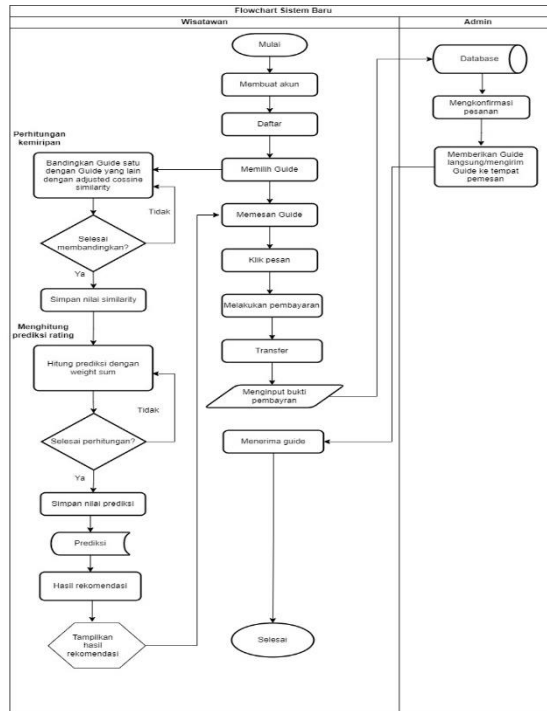 Flowchart Sistem Baru
Wisatawan
Admin
Mulai
Membuat akun
Daftar
Memilih Guide
Memesan Guide
Klik pesan
Melakukan pembayaran
Transfer
Menginput bukti
pembayran
Menerima guide
Selesai
Perhitungan
kemiripan
Bandingkan Guide satu
dengan Guide yang lain
dengan adjusted cossine
similarity
Tidak
Selesai
membandingkan?
Ya
Simpan nilai similarity
Menghitung
prediksi rating
Hitung prediksi dengan
weight sum
Tidak
Selesai perhitungan?
Ya
Simpan nilai prediksi
Prediksi
Hasil rekomendasi
Tampilkan
hasil
rekomendasi
Database
Mengkonfirmasi
pesanan
Memberikan Guide
langsung/mengirim
Guide ke tempat
pemesan